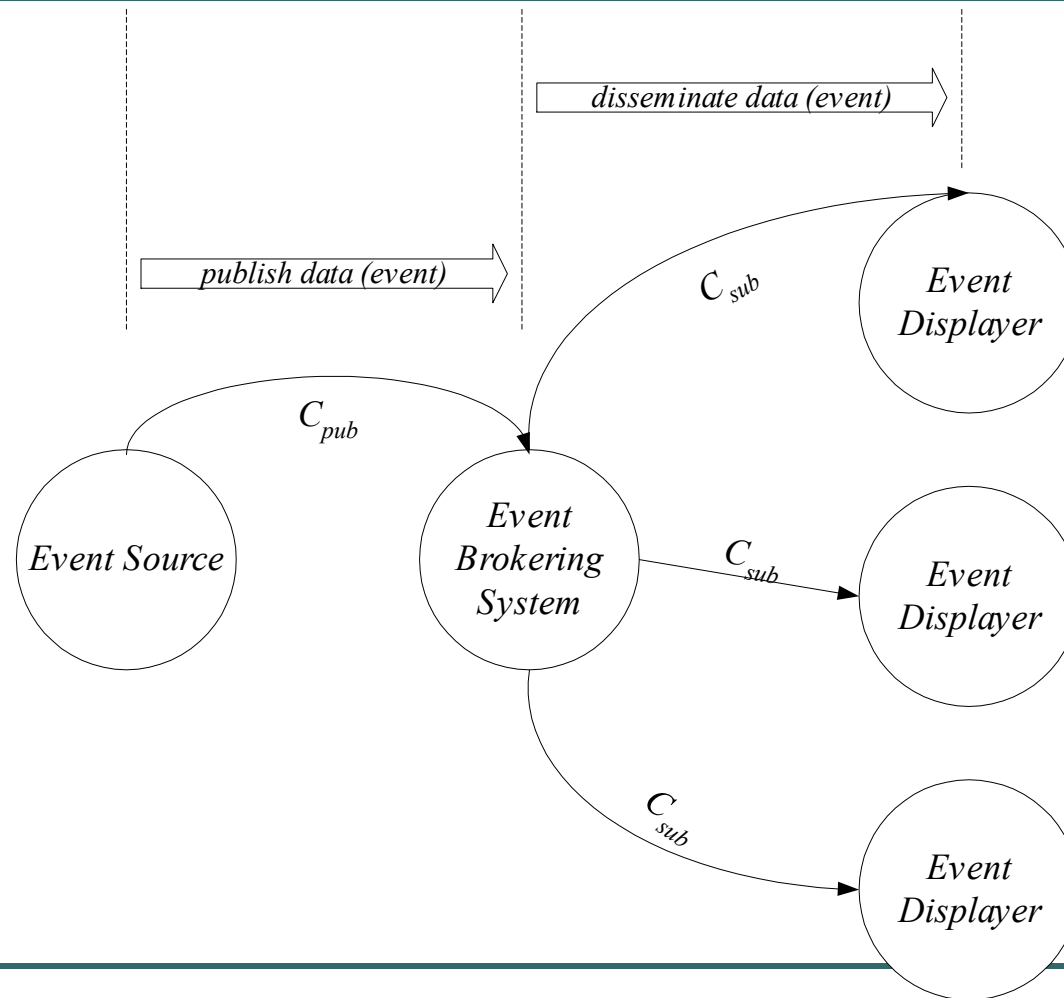 disseminate data (event)
publish data (event)
C sub
Event
Displayer
C pub
Event Source
Event
Brokering
System
C sub
Event
Displayer
C sub
Event
Displayer